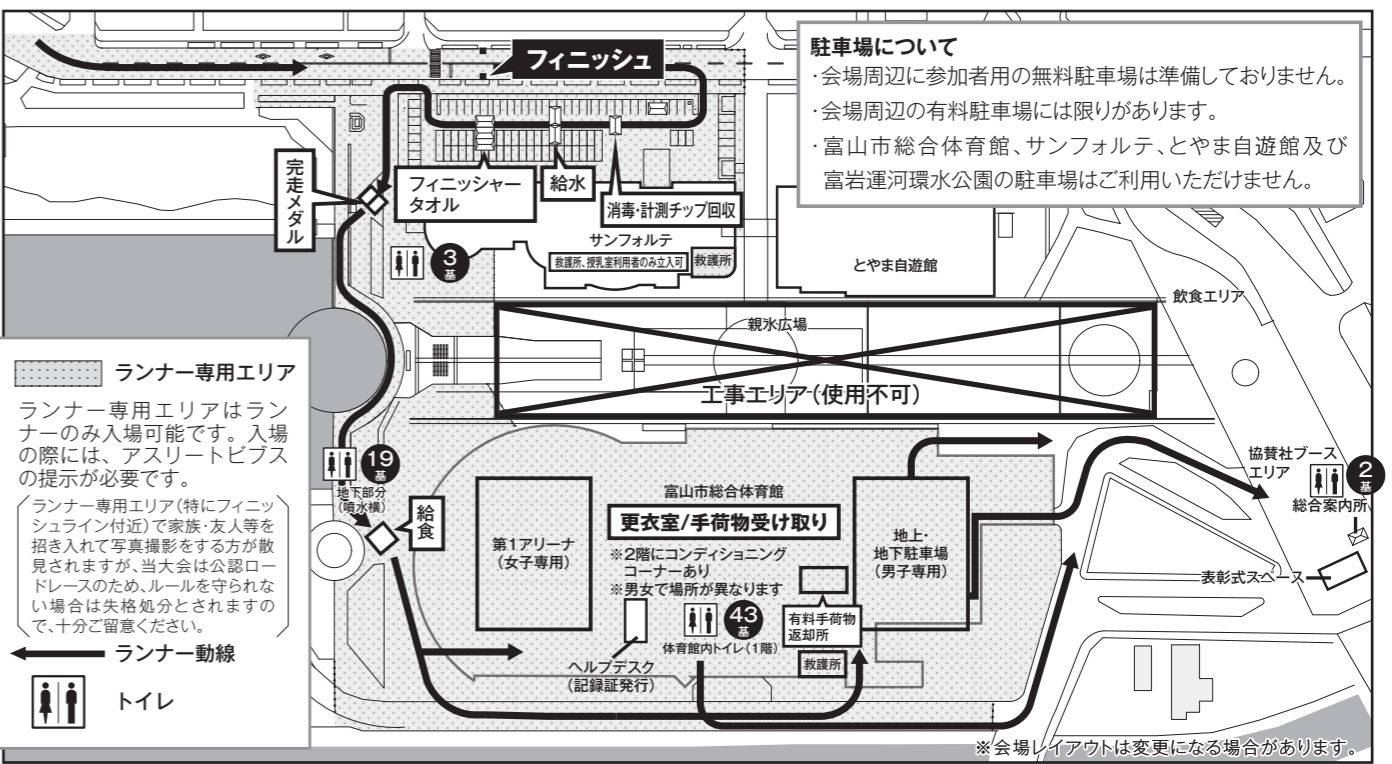 フィニッシュ
駐車場について
･会場周辺に参加者用の無料駐車場は準備しておりません。
･会場周辺の有料駐車場には限りがあります。
･富山市総合体育館、サンフォルテ、とやま自遊館及び
富岩運河環水公園の駐車場はご利用いただけません。
完走メダル
フィニッシャー
タオル
給水
消毒･計測チップ回収
サンフォルテ
救護所、授乳室利用者のみ立入可
救護所
3
基
とやま自遊館
飲食エリア
親水広場
工事エリア(使用不可)
ランナー専用エリア
ランナー専用エリアはラン
ナーのみ入場可能です。入場
の際には、アスリートビブス
の提示が必要です。
ランナー専用エリア(特にフィニッ
シュライン付近)で家族･友人等を
招き入れて写真撮影をする方が散
見されますが、当大会は公認ロー
ドレースのため、ルールを守られな
い場合は失格処分とされますの
で、十分ご留意ください。
ランナー動線
トイレ
19
基
地下部分
(噴水横)
給食
第1アリーナ
(女子専用)
富山市総合体育館
更衣室/手荷物受け取り
※2階にコンディショニング
コーナーあり
※男女で場所が異なります
43
基
体育館内トイレ(1階)
ヘルプデスク
(記録証発行)
有料手荷物
返却所
救護所
地上･
地下駐車場
(男子専用)
協賛社ブース
エリア
2
基
総合案内所
表彰式スペース
※会場レイアウトは変更になる場合があります。